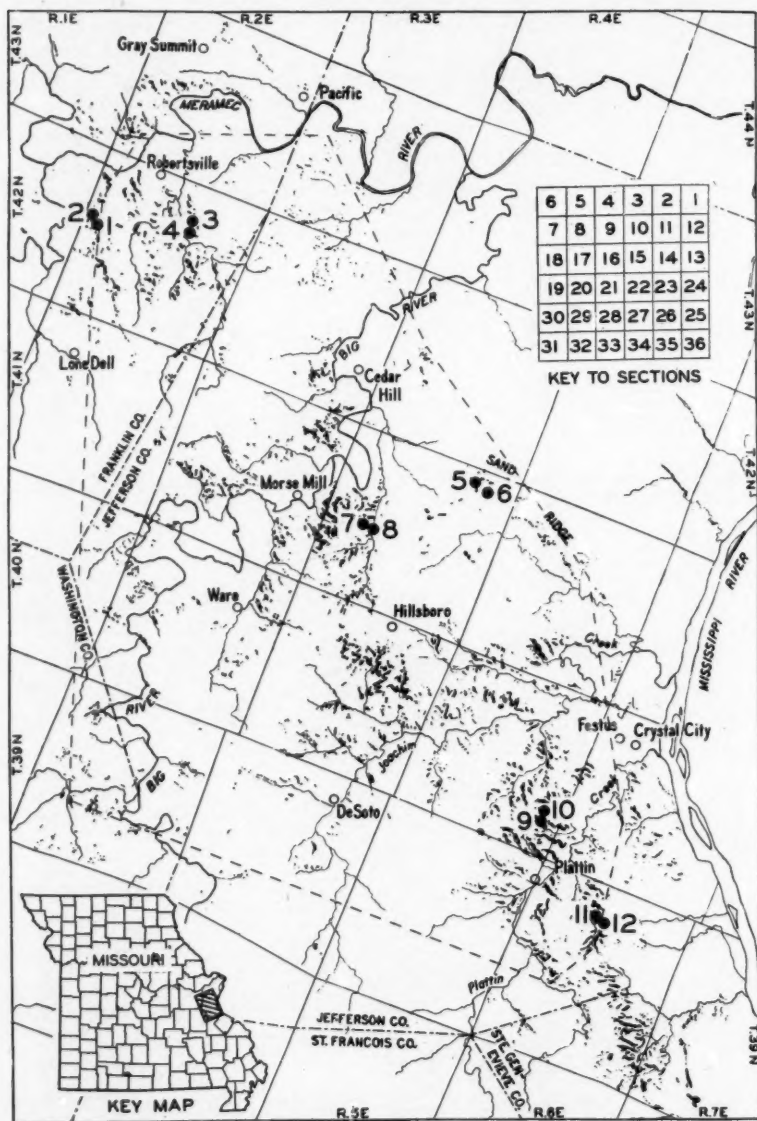 R.1E
R.2E
R.3E
R.4E
T.43N
Gray Summit
Pacific
MERAMEC
RIVER
T.44N
Robertsville
T.42N
2
1
3
4
6 5 4 3 2 1
7 8 9 10 11 12
18 17 16 15 14 13
19 20 21 22 23 24
30 29 28 27 26 25
31 32 33 34 35 36
KEY TO SECTIONS
T.43N
RIVER
BIG
Lone Dell
T.41N
Cedar
Hill
FRANKLIN CO.
JEFFERSON CO.
SAND
RIDGE
T.42N
5
6
Morse Mill
7
8
T.40N
WASHINGTON CO.
Ware
Hillsboro
RIVER
MISSISSIPPI
Creek
RIVER
BIG
T.39N
Festus
Crystal City
Joachim
Creek
DeSoto
10
9
Plattin
11
12
MISSOURI
KEY MAP
Plattin
JEFFERSON CO.
ST. FRANCOIS CO.
STE. GEN-
EVIEVE CO.
T.39N
R.5E
R.6E
R.7E